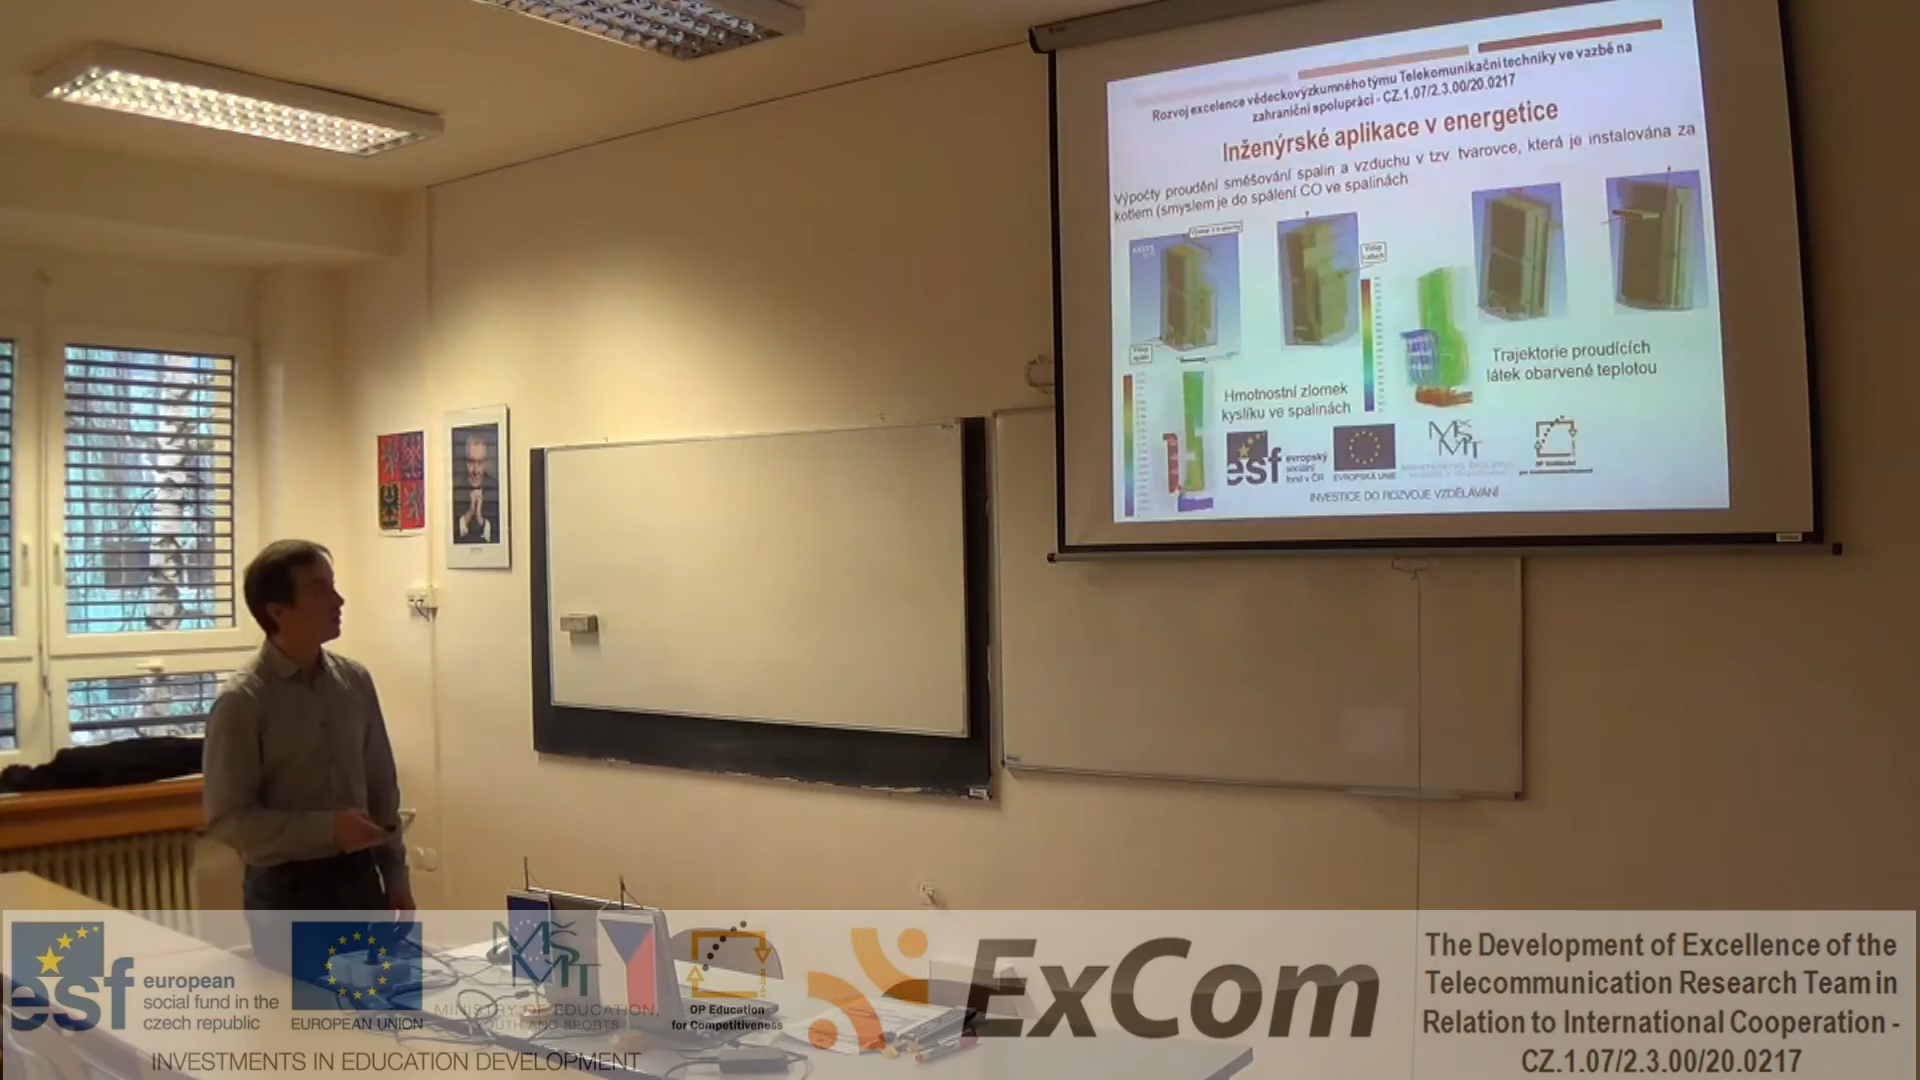 Rozvoj excelence vědeckovýzkumného týmu Telekomunikační techniky ve vazbě na
zahraniční spolupráci - CZ.1.07/2.3.00/20.0217
Inženýrské aplikace v energetice
Výpočty proudění směšování spalin a vzduchu v tzv. tvarovce, která je instalována za
kotlem (smyslem je do spálení CO ve spalinách
ANSYS
Vstup
spalin
Hmotnostní zlomek
kyslíku ve spalinách
Trajektorie proudících
látek obarvené teplotou
esf
evropský
sociální
fond v ČR
EVROPSKÁ UNIE
MŠMT
INVESTICE DO ROZVOJE VZDĚLÁVÁNÍ
esf
european
social fund in the
czech republic
EUROPEAN UNION
MŠMT
MINISTRY OF EDUCATION,
YOUTH AND SPORTS
OP Education
for Competitiveness
INVESTMENTS IN EDUCATION DEVELOPMENT
ExCom
The Development of Excellence of the
Telecommunication Research Team in
Relation to International Cooperation -
CZ.1.07/2.3.00/20.0217